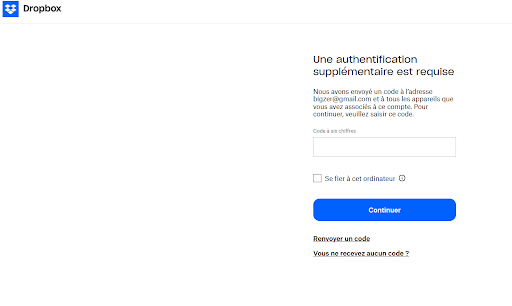 Dropbox
Une authentification
supplémentaire est requise
Nous avons envoyé un code à l'adresse
bigzer@gmail.com et à tous les appareils que
vous avez associés à ce compte. Pour
continuer, veuillez saisir ce code.
Code à six chiffres
Se fier à cet ordinateur
Continuer
Renvoyer un code
Vous ne recevez aucun code ?